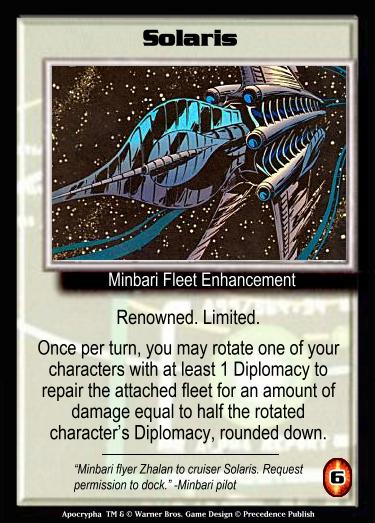 Solaris
Minbari Fleet Enhancement
Renowned. Limited.
Once per turn, you may rotate one of your
characters with at least 1 Diplomacy to
repair the attached fleet for an amount of
damage equal to half the rotated
character's Diplomacy, rounded down.
"Minbari flyer Zhalan to cruiser Solaris. Request
permission to dock." -Minbari pilot
6
Apocrypha TM & © Warner Bros. Game Design © Precedence Publish